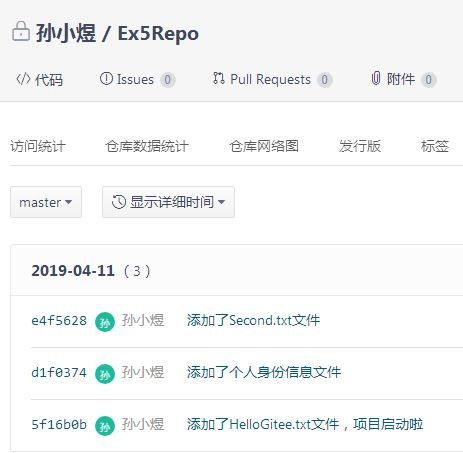 孙小煜 / Ex5Repo
代码 Issues 0 Pull Requests 0 附件 0
访问统计 仓库数据统计 仓库网络图 发行版 标签
master 显示详细时间
2019-04-11 ( 3 )
e4f5628 孙 孙小煜 添加了Second.txt文件
d1f0374 孙 孙小煜 添加了个人身份信息文件
5f16b0b 孙 孙小煜 添加了HelloGitee.txt文件，项目启动啦